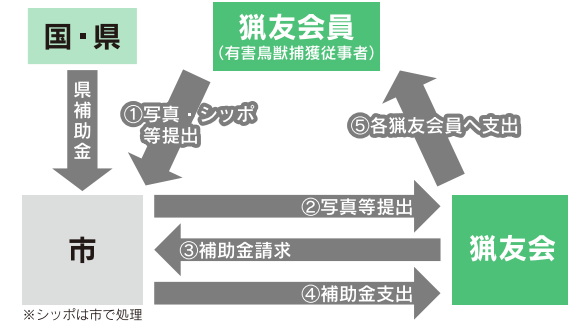 国・県
猟友会員
（有害鳥獣捕獲従事者）
県補助金
①写真・シッポ
等提出
⑤各猟友会員へ支出
②写真等提出
③補助金請求
④補助金支出
市
猟友会
※シッポは市で処理